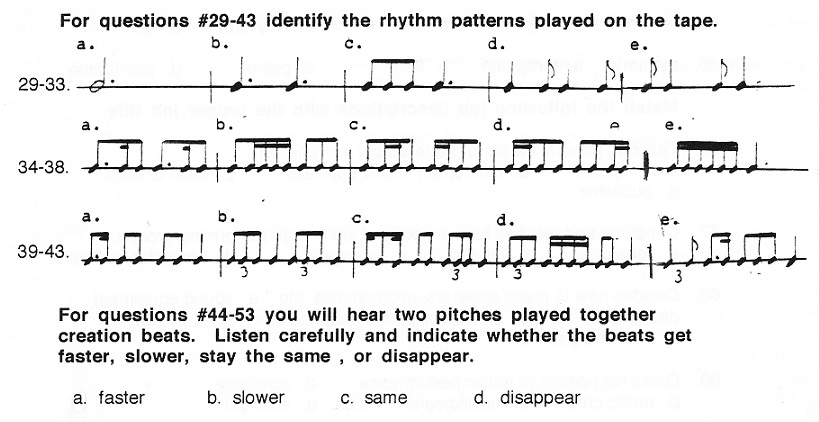 For questions #29-43 identify the rhythm patterns played on the tape.
a. b. c. d. e.
29-33.
a. b. c. d. e.
34-38.
a. b. c. d. e.
39-43.
3 3 3 3 3
For questions #44-53 you will hear two pitches played together
creation beats. Listen carefully and indicate whether the beats get
faster, slower, stay the same , or disappear.
a. faster b. slower c. same d. disappear